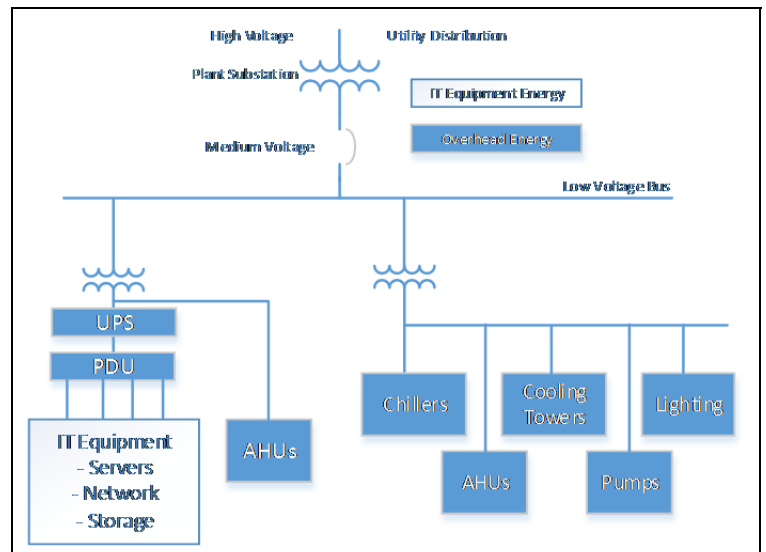 High Voltage
Utility Distribution
Plant Substation
IT Equipment Energy
Overhead Energy
Medium Voltage
Low Voltage Bus
UPS
PDU
IT Equipment
- Servers
- Network
- Storage
AHUs
Chillers
Cooling
Towers
Lighting
AHUs
Pumps